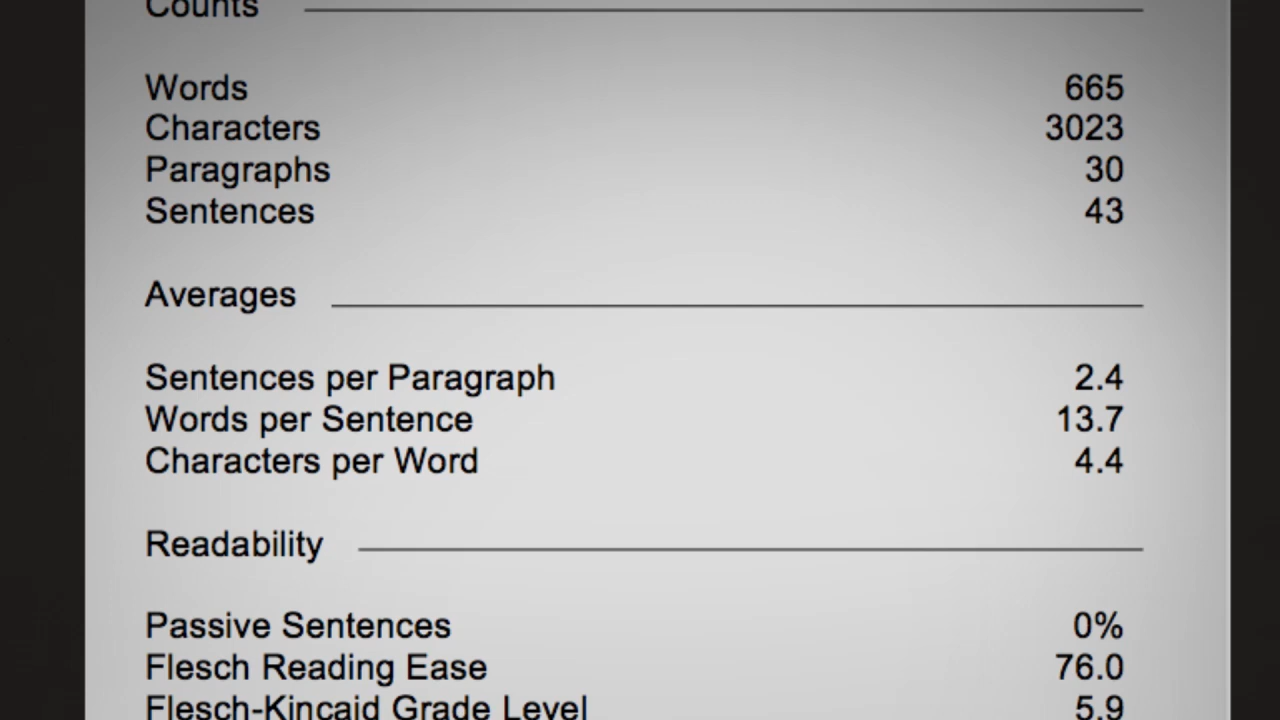 Counts
Words 665
Characters 3023
Paragraphs 30
Sentences 43
Averages
Sentences per Paragraph 2.4
Words per Sentence 13.7
Characters per Word 4.4
Readability
Passive Sentences 0%
Flesch Reading Ease 76.0
Flesch-Kincaid Grade Level 5.9